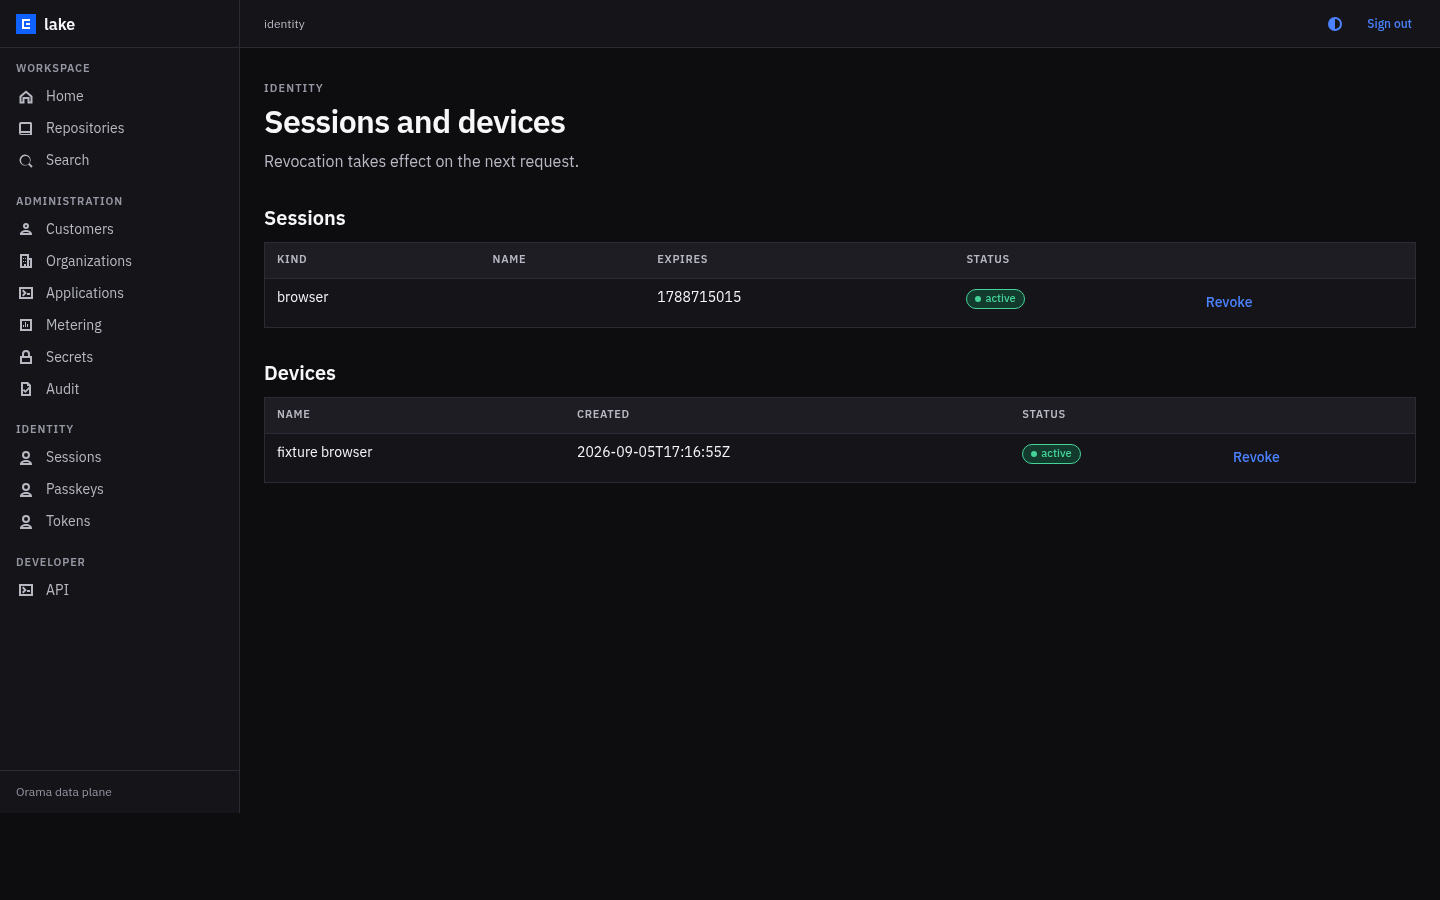 lake
identity
Sign out
WORKSPACE
Home
Repositories
Search
ADMINISTRATION
Customers
Organizations
Applications
Metering
Secrets
Audit
IDENTITY
Sessions
Passkeys
Tokens
DEVELOPER
API
Orama data plane
IDENTITY
Sessions and devices
Revocation takes effect on the next request.
Sessions
KIND NAME EXPIRES STATUS
browser 1788715015 active Revoke
Devices
NAME CREATED STATUS
fixture browser 2026-09-05T17:16:55Z active Revoke